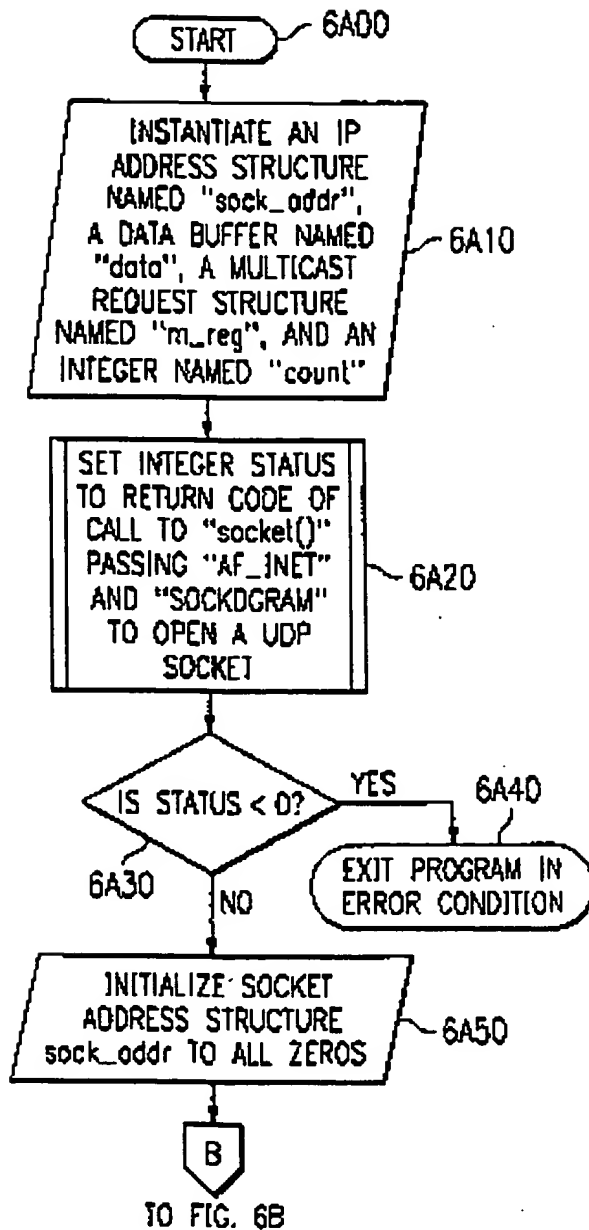 START
6A00
INSTANTIATE AN IP
ADDRESS STRUCTURE
NAMED "sock_addr",
A DATA BUFFER NAMED
"data", A MULTICAST
REQUEST STRUCTURE
NAMED "m_reg", AND AN
INTEGER NAMED "count"
6A10
SET INTEGER STATUS
TO RETURN CODE OF
CALL TO "socket()"
PASSING "AF_INET"
AND "SOCKDGRAM"
TO OPEN A UDP
SOCKET
6A20
IS STATUS < 0?
YES
6A30
NO
6A40
EXIT PROGRAM IN
ERROR CONDITION
INITIALIZE SOCKET
ADDRESS STRUCTURE
sock_addr TO ALL ZEROS
6A50
B
TO FIG. 6B